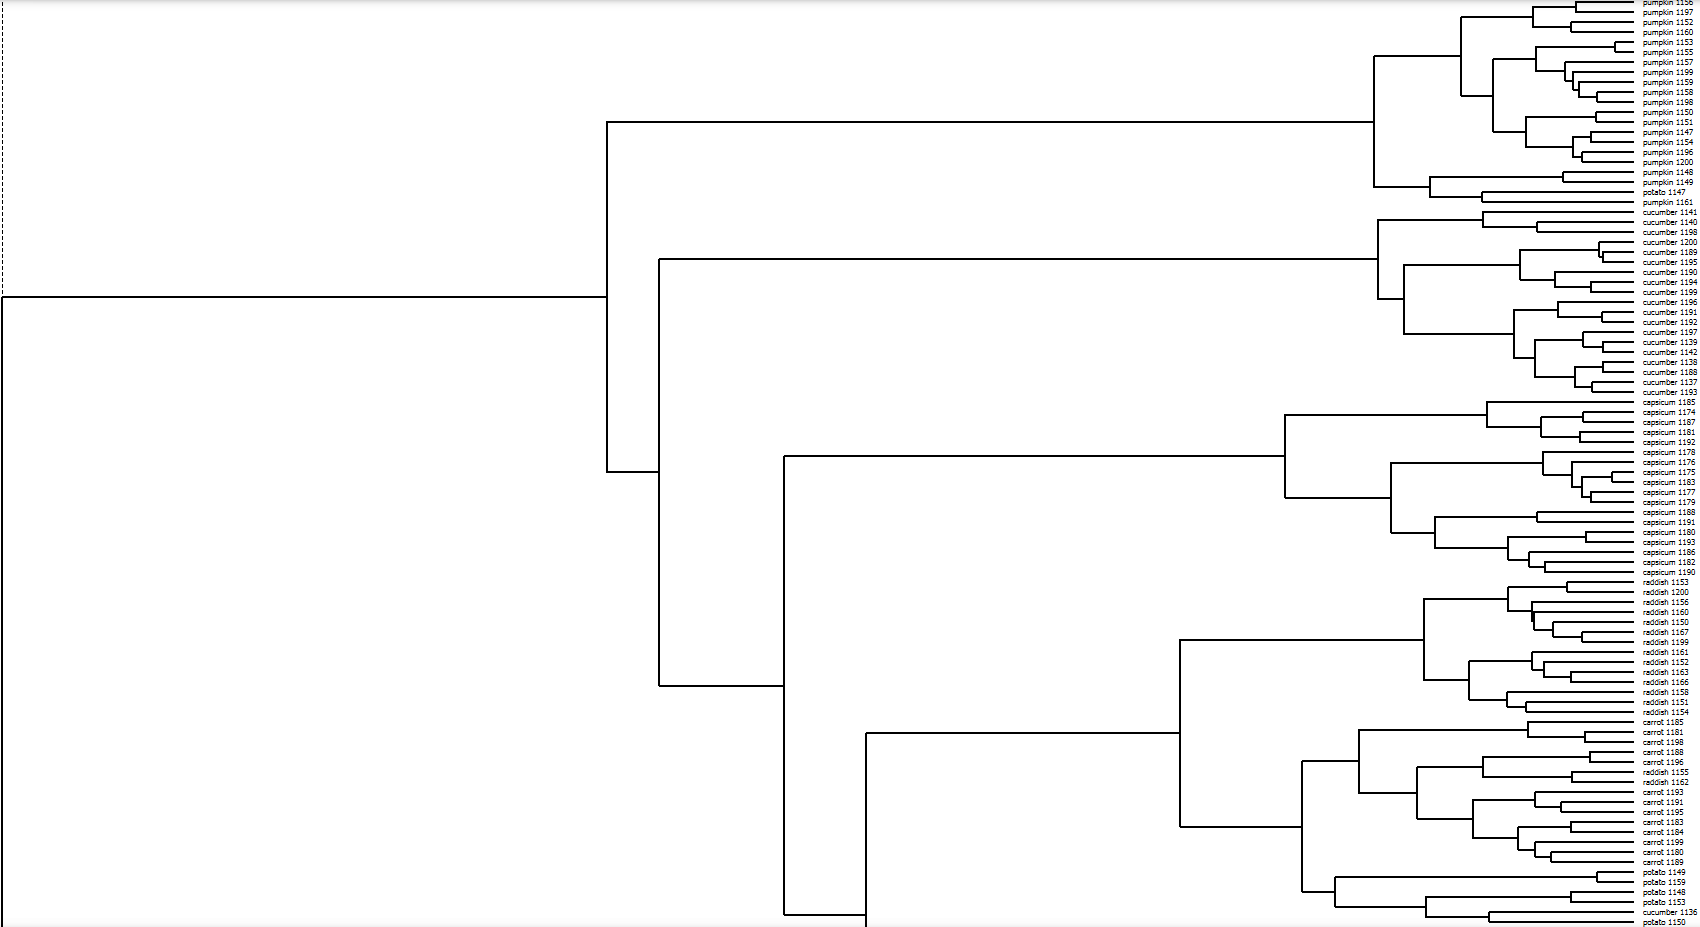 pumpkin 1156
pumpkin 1197
pumpkin 1152
pumpkin 1160
pumpkin 1153
pumpkin 1155
pumpkin 1157
pumpkin 1199
pumpkin 1159
pumpkin 1158
pumpkin 1198
pumpkin 1150
pumpkin 1151
pumpkin 1147
pumpkin 1154
pumpkin 1196
pumpkin 1200
pumpkin 1148
pumpkin 1149
potato 1147
pumpkin 1161
cucumber 1141
cucumber 1140
cucumber 1198
cucumber 1200
cucumber 1189
cucumber 1195
cucumber 1190
cucumber 1194
cucumber 1199
cucumber 1196
cucumber 1191
cucumber 1192
cucumber 1197
cucumber 1139
cucumber 1142
cucumber 1138
cucumber 1188
cucumber 1137
cucumber 1193
capsicum 1185
capsicum 1174
capsicum 1187
capsicum 1181
capsicum 1192
capsicum 1178
capsicum 1176
capsicum 1175
capsicum 1183
capsicum 1177
capsicum 1179
capsicum 1188
capsicum 1191
capsicum 1180
capsicum 1193
capsicum 1186
capsicum 1182
capsicum 1190
raddish 1153
raddish 1200
raddish 1156
raddish 1160
raddish 1150
raddish 1167
raddish 1199
raddish 1161
raddish 1152
raddish 1163
raddish 1166
raddish 1158
raddish 1151
raddish 1154
carrot 1185
carrot 1181
carrot 1198
carrot 1188
carrot 1196
raddish 1155
raddish 1162
carrot 1193
carrot 1191
carrot 1195
carrot 1183
carrot 1184
carrot 1199
carrot 1180
carrot 1189
potato 1149
potato 1159
potato 1148
potato 1153
cucumber 1136
potato 1150